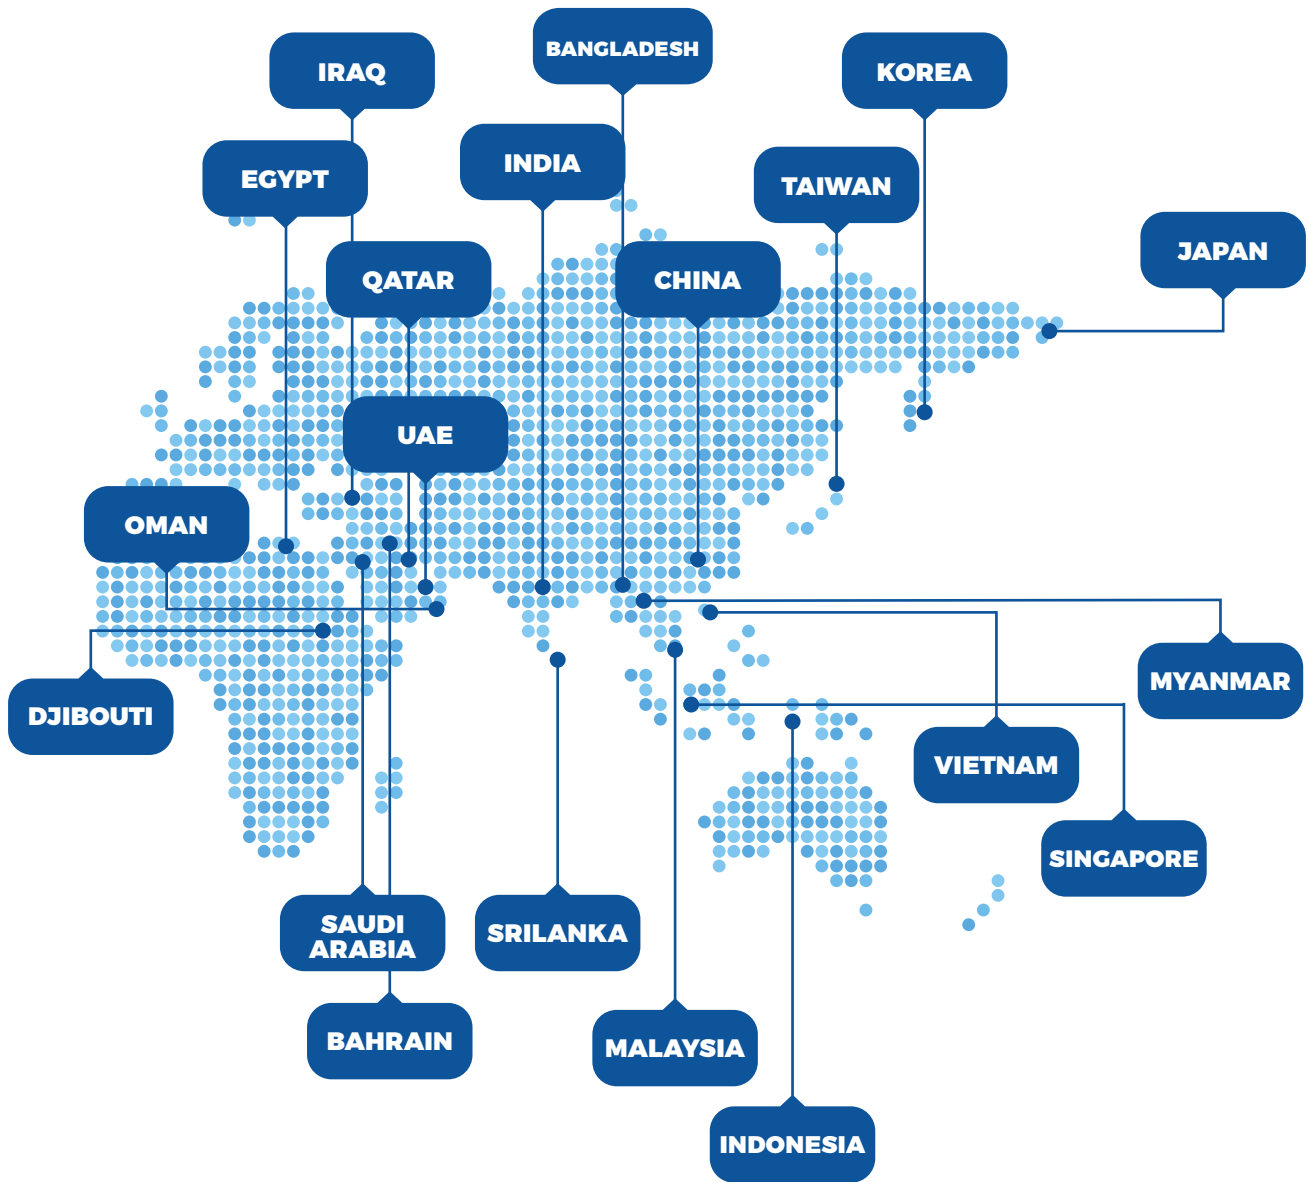 BANGLADESH
IRAQ
KOREA
INDIA
EGYPT
TAIWAN
JAPAN
QATAR
CHINA
UAE
OMAN
MYANMAR
DJIBOUTI
VIETNAM
SINGAPORE
SAUDI
ARABIA
SRILANKA
BAHRAIN
MALAYSIA
INDONESIA